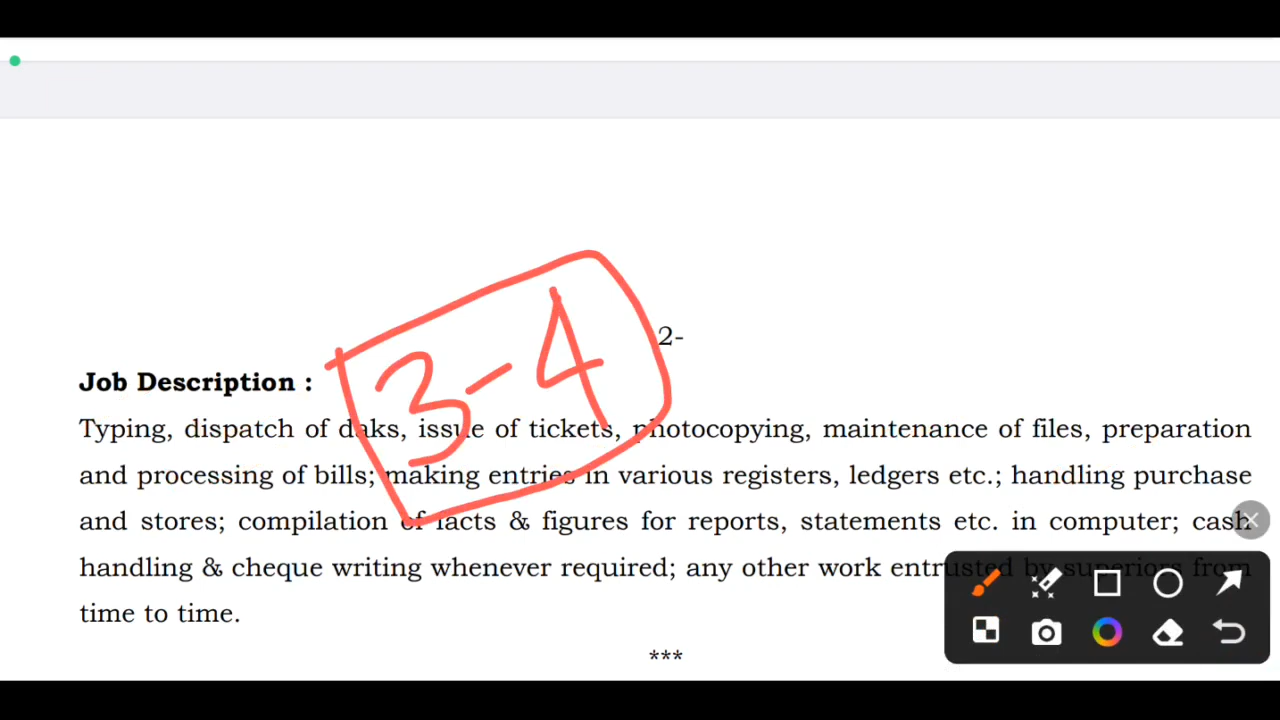 2-
3-4
Job Description :
Typing, dispatch of daks, issue of tickets, photocopying, maintenance of files, preparation
and processing of bills; making entries in various registers, ledgers etc.; handling purchase
and stores; compilation of facts & figures for reports, statements etc. in computer; cash
handling & cheque writing whenever required; any other work entrusted by superiors from
time to time.
***